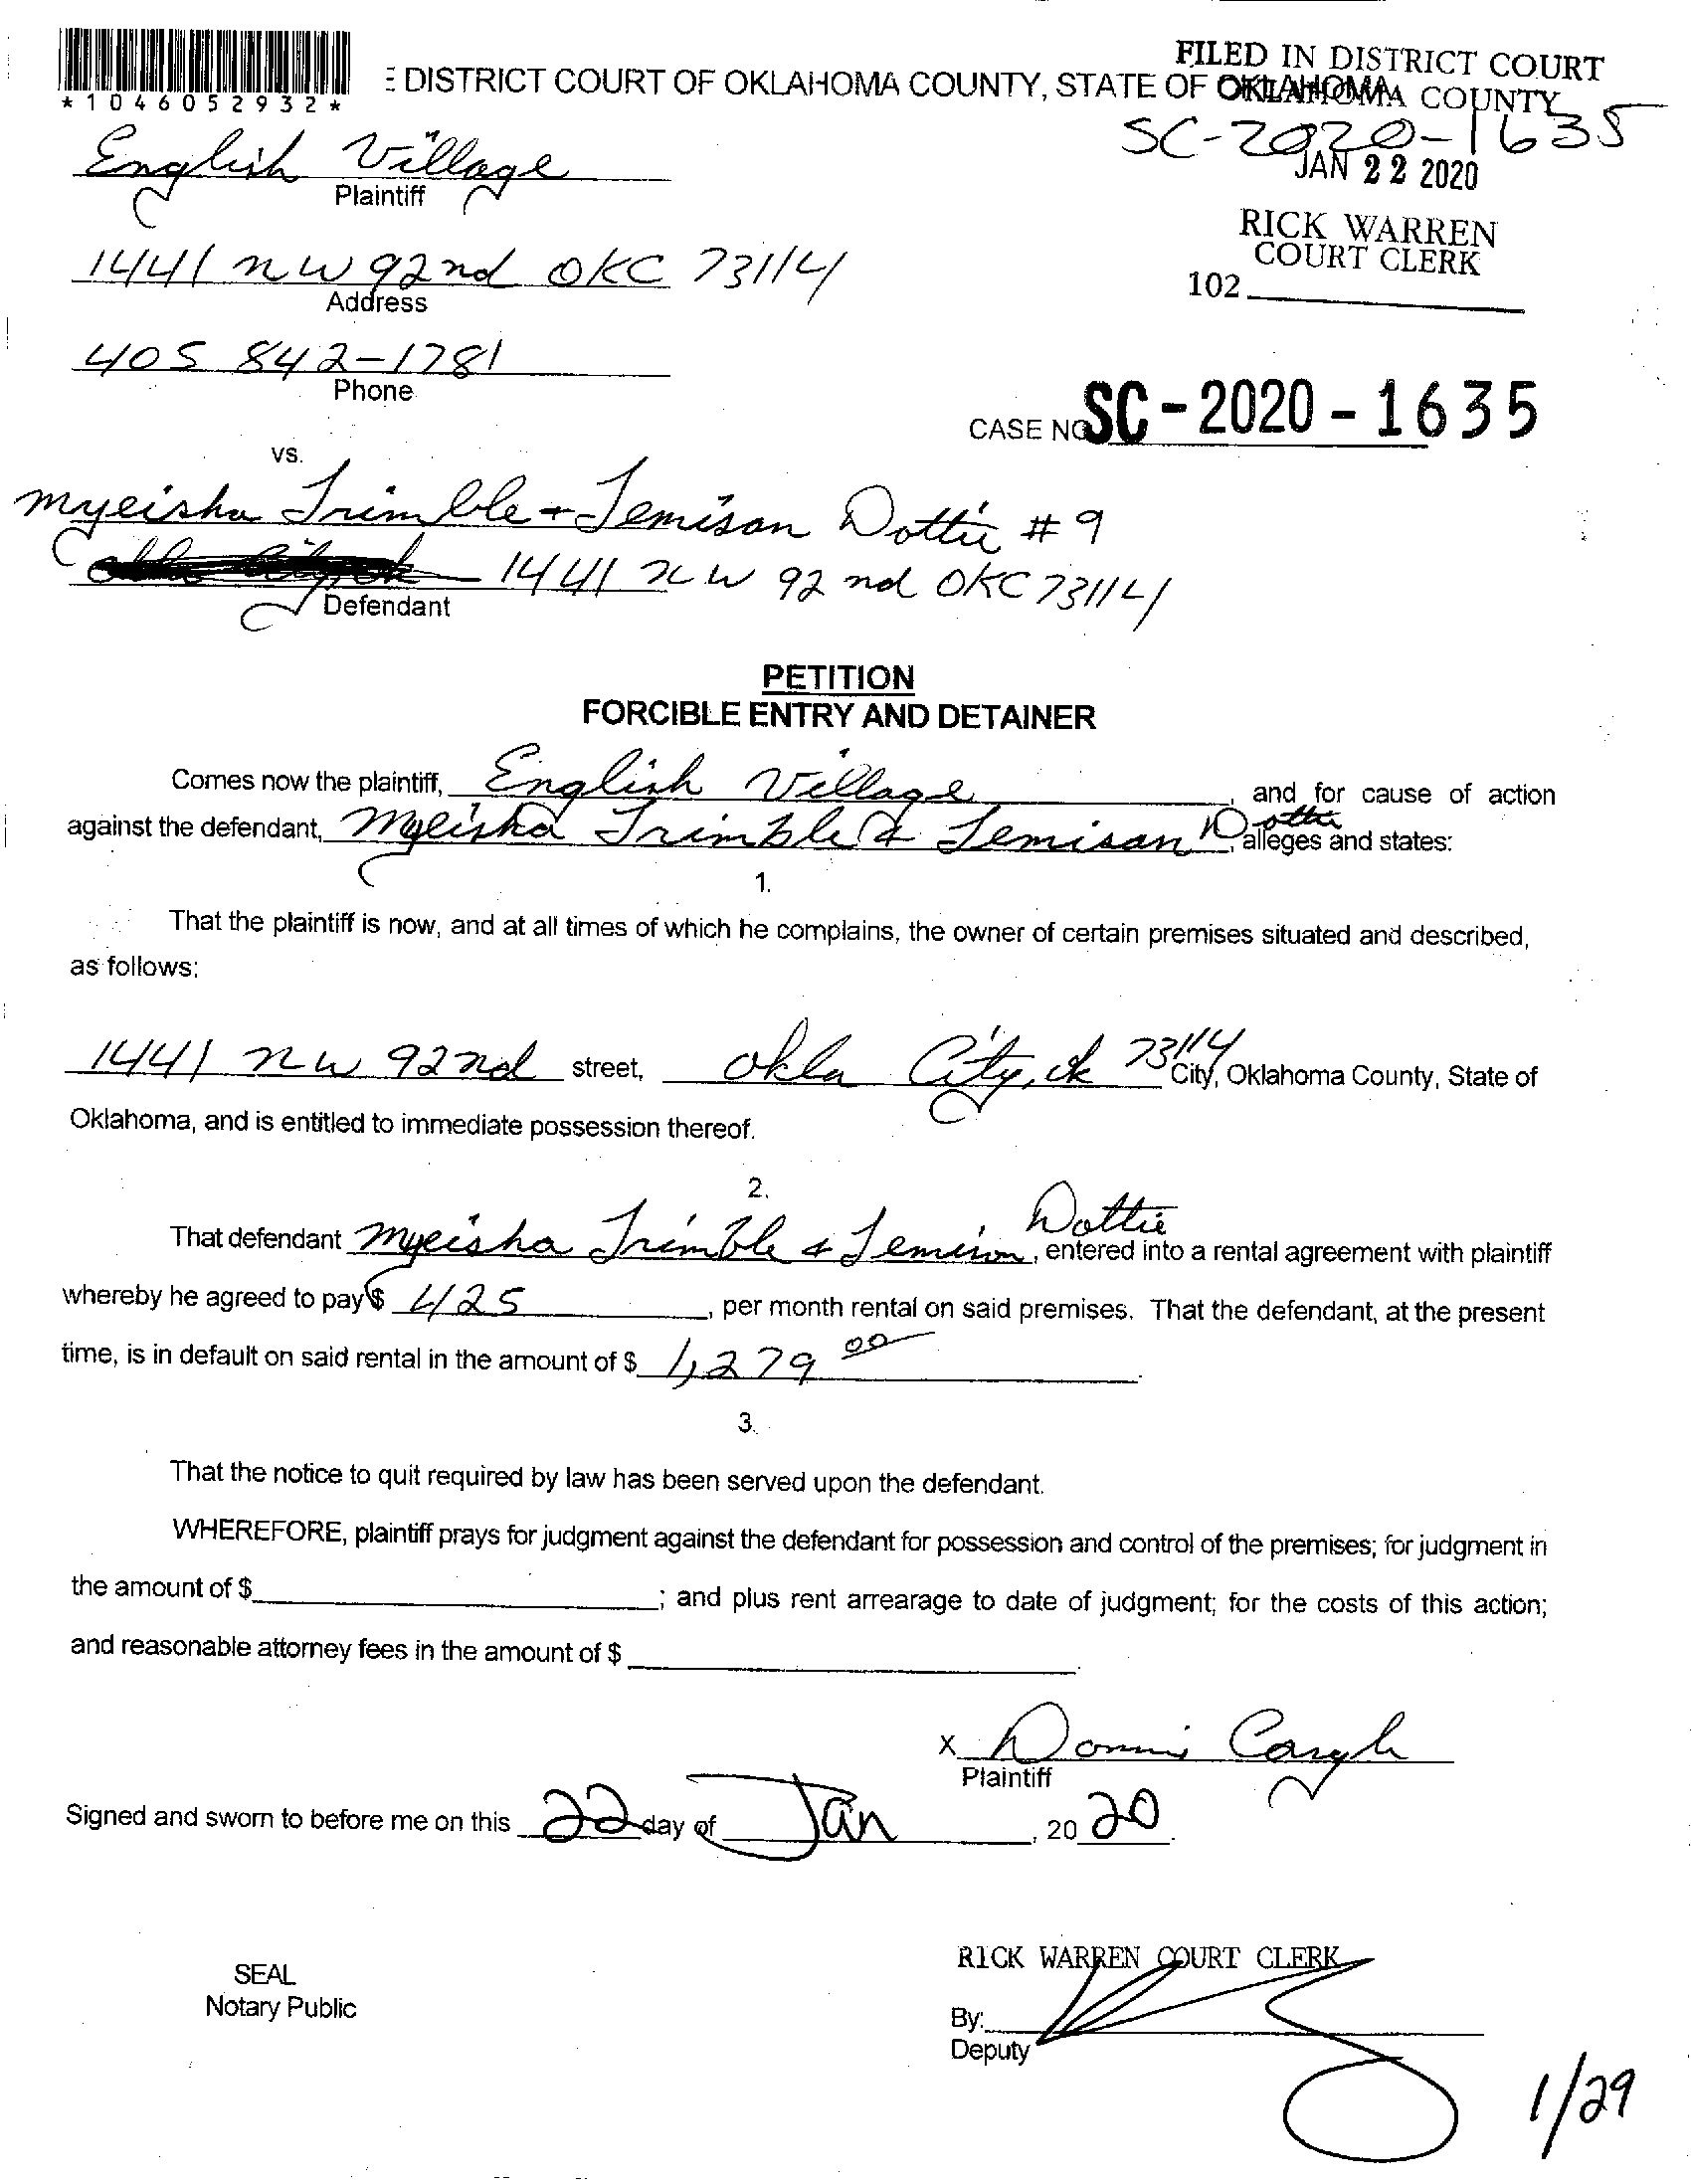 *1046052932*
E DISTRICT COURT OF OKLAHOMA COUNTY, STATE OF OKLAHOMA
FILED IN DISTRICT COURT
OKLAHOMA COUNTY
SC-2020-1635
JAN 22 2020
RICK WARREN
COURT CLERK
102
English Village
Plaintiff
1441 NW 92nd OKC 73114
Address
405 842-1781
Phone
CASE NO SC-2020-1635
vs.
Myeisha Trimble + Jemison Dottie #9
1441 NW 92nd OKC 73114
Defendant
PETITION
FORCIBLE ENTRY AND DETAINER
Comes now the plaintiff, English Village, and for cause of action
against the defendant, Myeisha Trimble & Jemison Dottie, alleges and states:
1.
That the plaintiff is now, and at all times of which he complains, the owner of certain premises situated and described,
as follows:
1441 NW 92nd street, Okla City, ok 73114 City, Oklahoma County, State of
Oklahoma, and is entitled to immediate possession thereof.
2.
That defendant Myeisha Trimble & Jemison Dottie, entered into a rental agreement with plaintiff
whereby he agreed to pay $ 425, per month rental on said premises. That the defendant, at the present
time, is in default on said rental in the amount of $ 1,279 00.
3.
That the notice to quit required by law has been served upon the defendant.
WHEREFORE, plaintiff prays for judgment against the defendant for possession and control of the premises; for judgment in
the amount of $ ; and plus rent arrearage to date of judgment; for the costs of this action;
and reasonable attorney fees in the amount of $ .
X
Plaintiff
Signed and sworn to before me on this 22 day of Jan, 20 20.
RICK WARREN COURT CLERK
SEAL
Notary Public
By:
Deputy
1/29